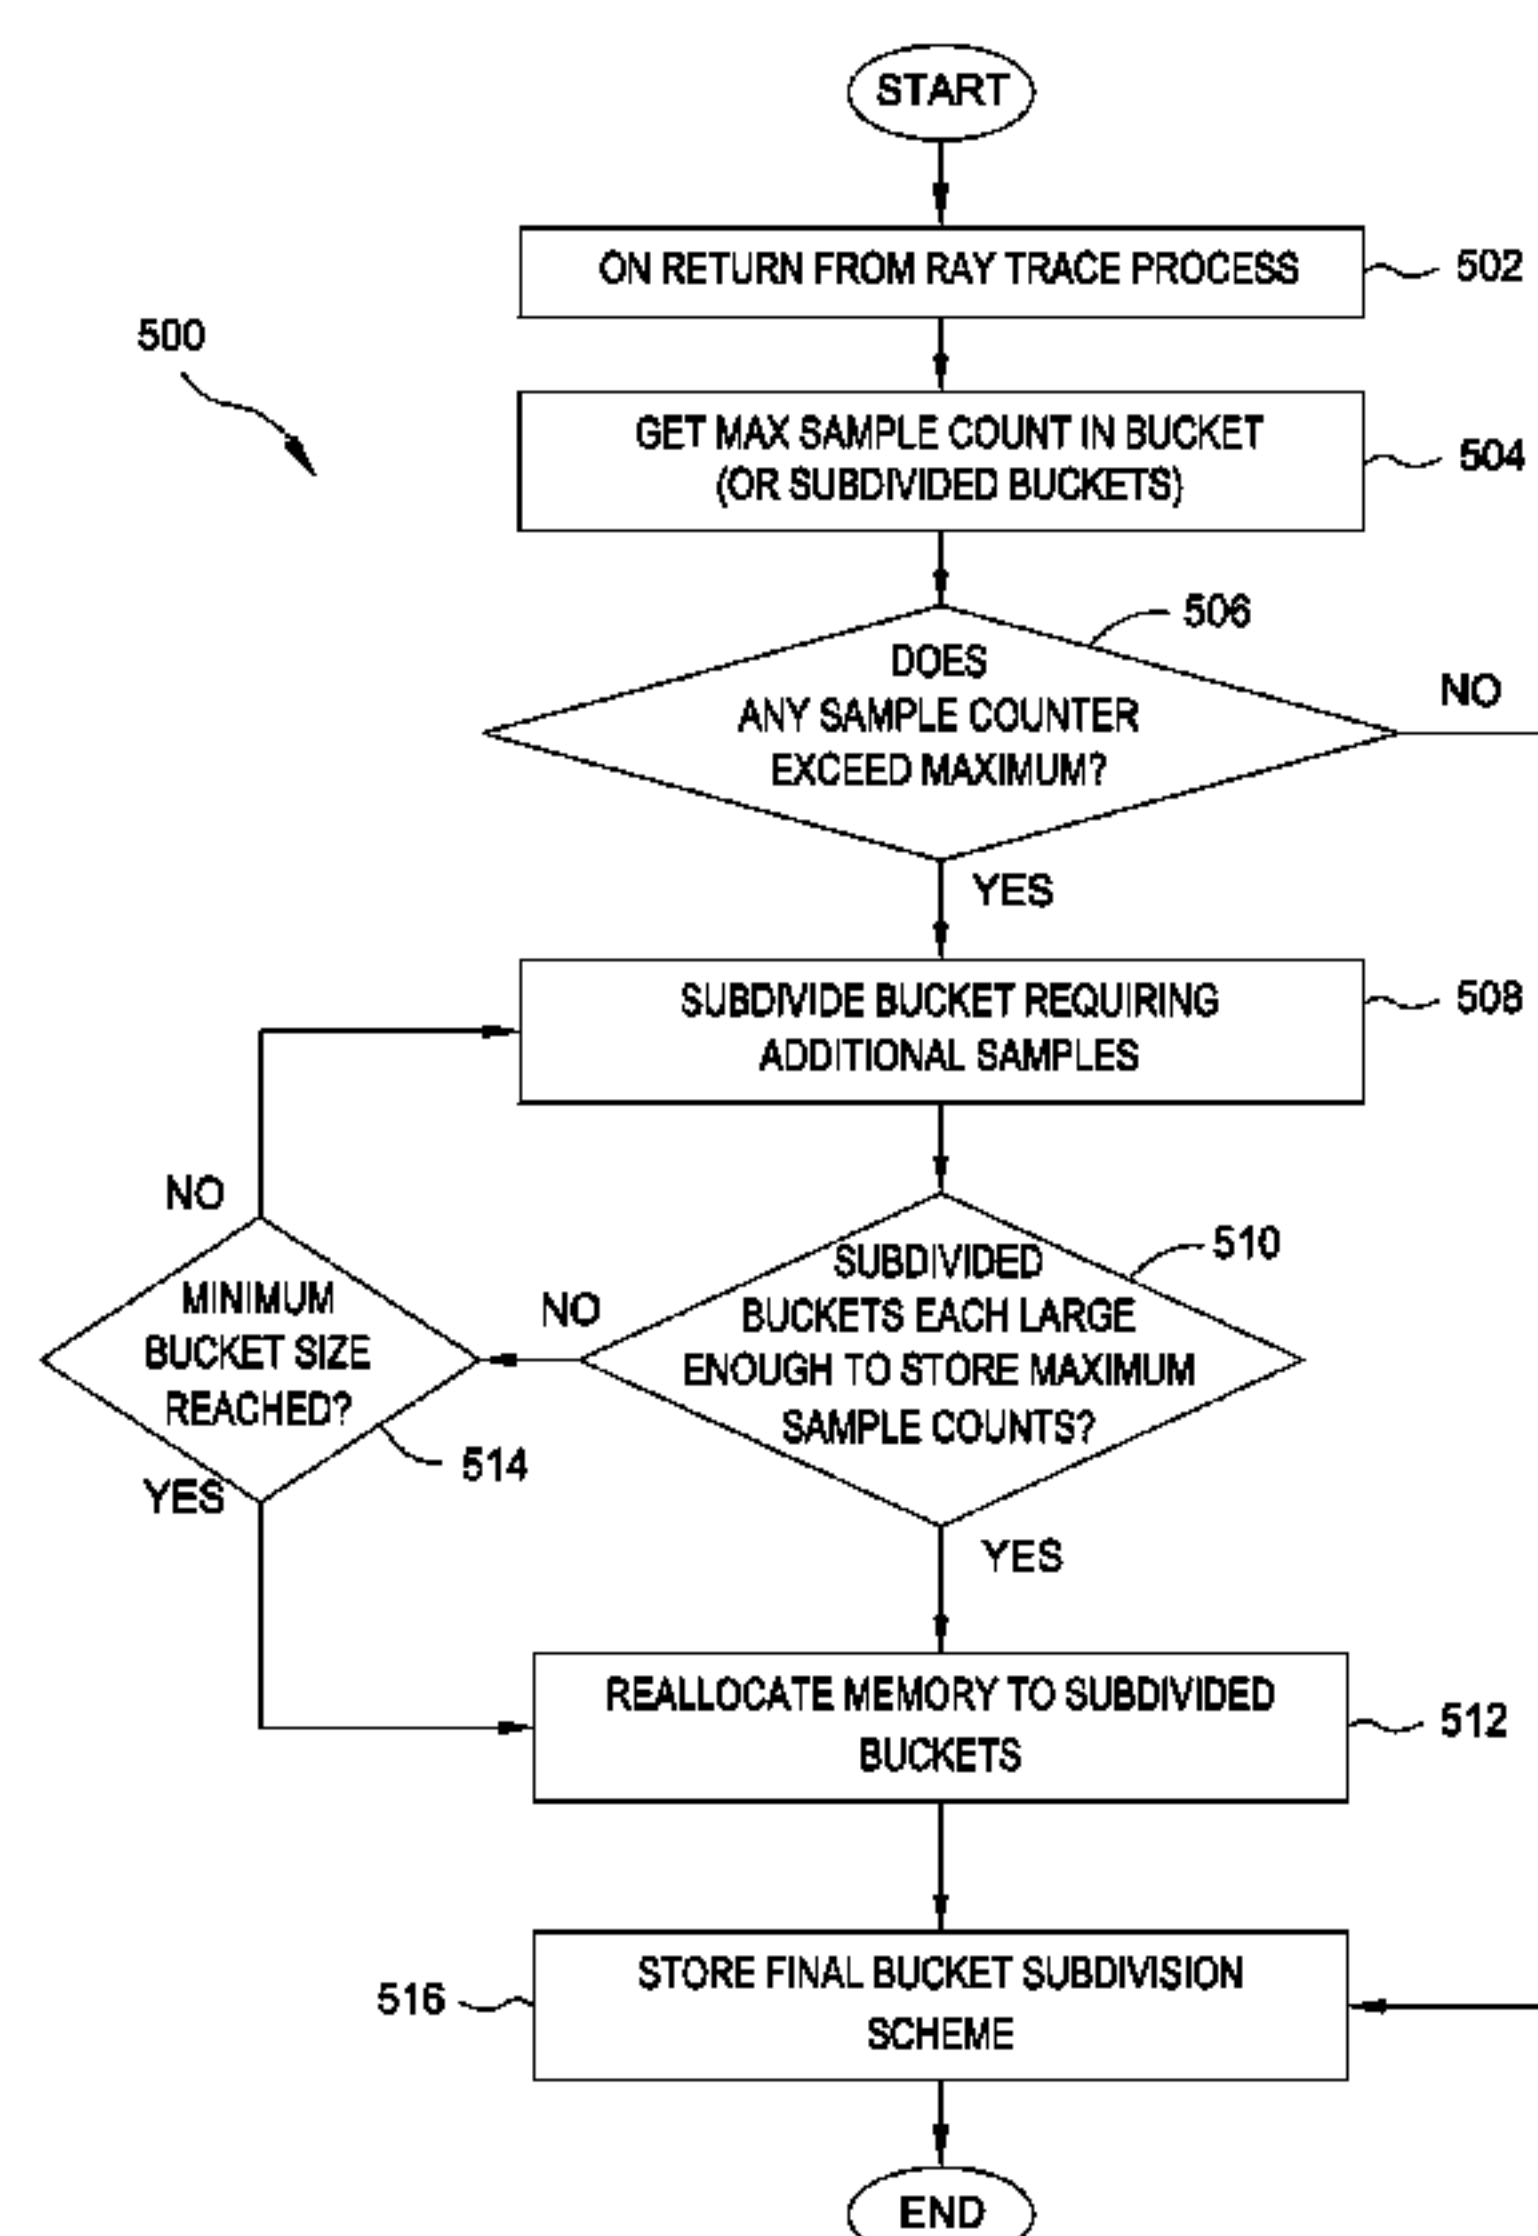 START
ON RETURN FROM RAY TRACE PROCESS
502
500
GET MAX SAMPLE COUNT IN BUCKET
(OR SUBDIVIDED BUCKETS)
504
506
DOES
ANY SAMPLE COUNTER
EXCEED MAXIMUM?
NO
YES
SUBDIVIDE BUCKET REQUIRING
ADDITIONAL SAMPLES
508
NO
SUBDIVIDED
BUCKETS EACH LARGE
ENOUGH TO STORE MAXIMUM
SAMPLE COUNTS?
510
NO
MINIMUM
BUCKET SIZE
REACHED?
514
YES
YES
REALLOCATE MEMORY TO SUBDIVIDED
BUCKETS
512
STORE FINAL BUCKET SUBDIVISION
SCHEME
516
END